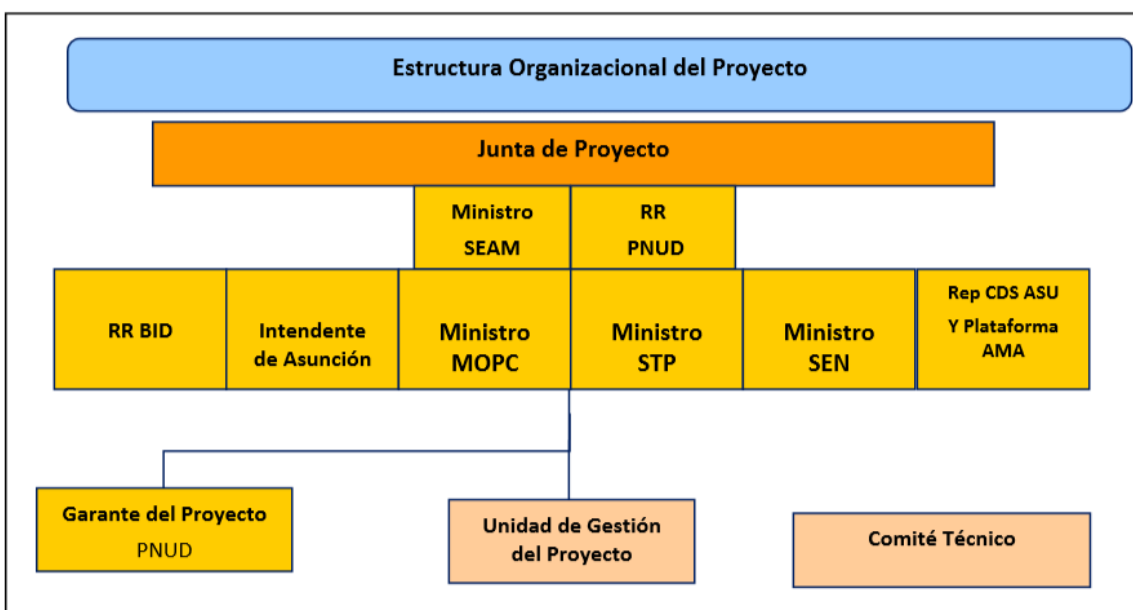 Estructura Organizacional del Proyecto
Junta de Proyecto
Ministro
SEAM
RR
PNUD
RR BID
Intendente
de Asunción
Ministro
MOPC
Ministro
STP
Ministro
SEN
Rep CDS ASU
Y Plataforma
AMA
Garante del Proyecto
PNUD
Unidad de Gestión
del Proyecto
Comité Técnico